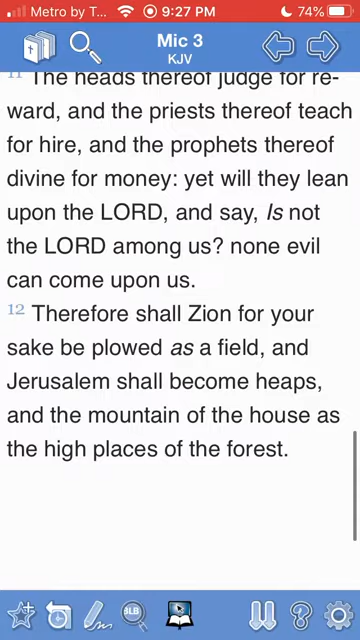 Metro by T... 9:27 PM 74%
Mic 3
KJV
11 The heads thereof judge for re-
ward, and the priests thereof teach
for hire, and the prophets thereof
divine for money: yet will they lean
upon the LORD, and say, Is not
the LORD among us? none evil
can come upon us.
12 Therefore shall Zion for your
sake be plowed as a field, and
Jerusalem shall become heaps,
and the mountain of the house as
the high places of the forest.
BLB